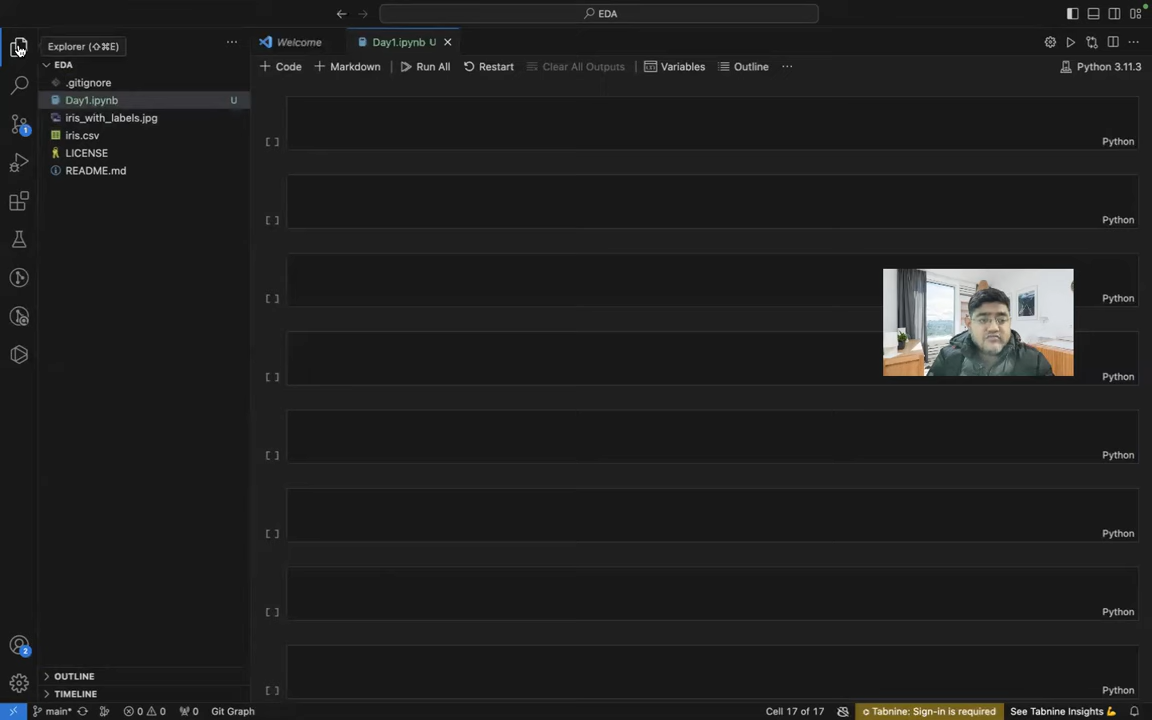 EDA
Explorer (⇧⌘E)
EDA
.gitignore
Day1.ipynb U
iris_with_labels.jpg
iris.csv
LICENSE
README.md
1
2
OUTLINE
TIMELINE
Welcome
Day1.ipynb U
+ Code + Markdown Run All Restart Clear All Outputs Variables Outline ... Python 3.11.3
[ ] Python
[ ] Python
[ ] Python
[ ] Python
[ ] Python
[ ] Python
[ ] Python
[ ] Python
main* 0 0 0 Git Graph Cell 17 of 17 Tabnine: Sign-in is required See Tabnine Insights